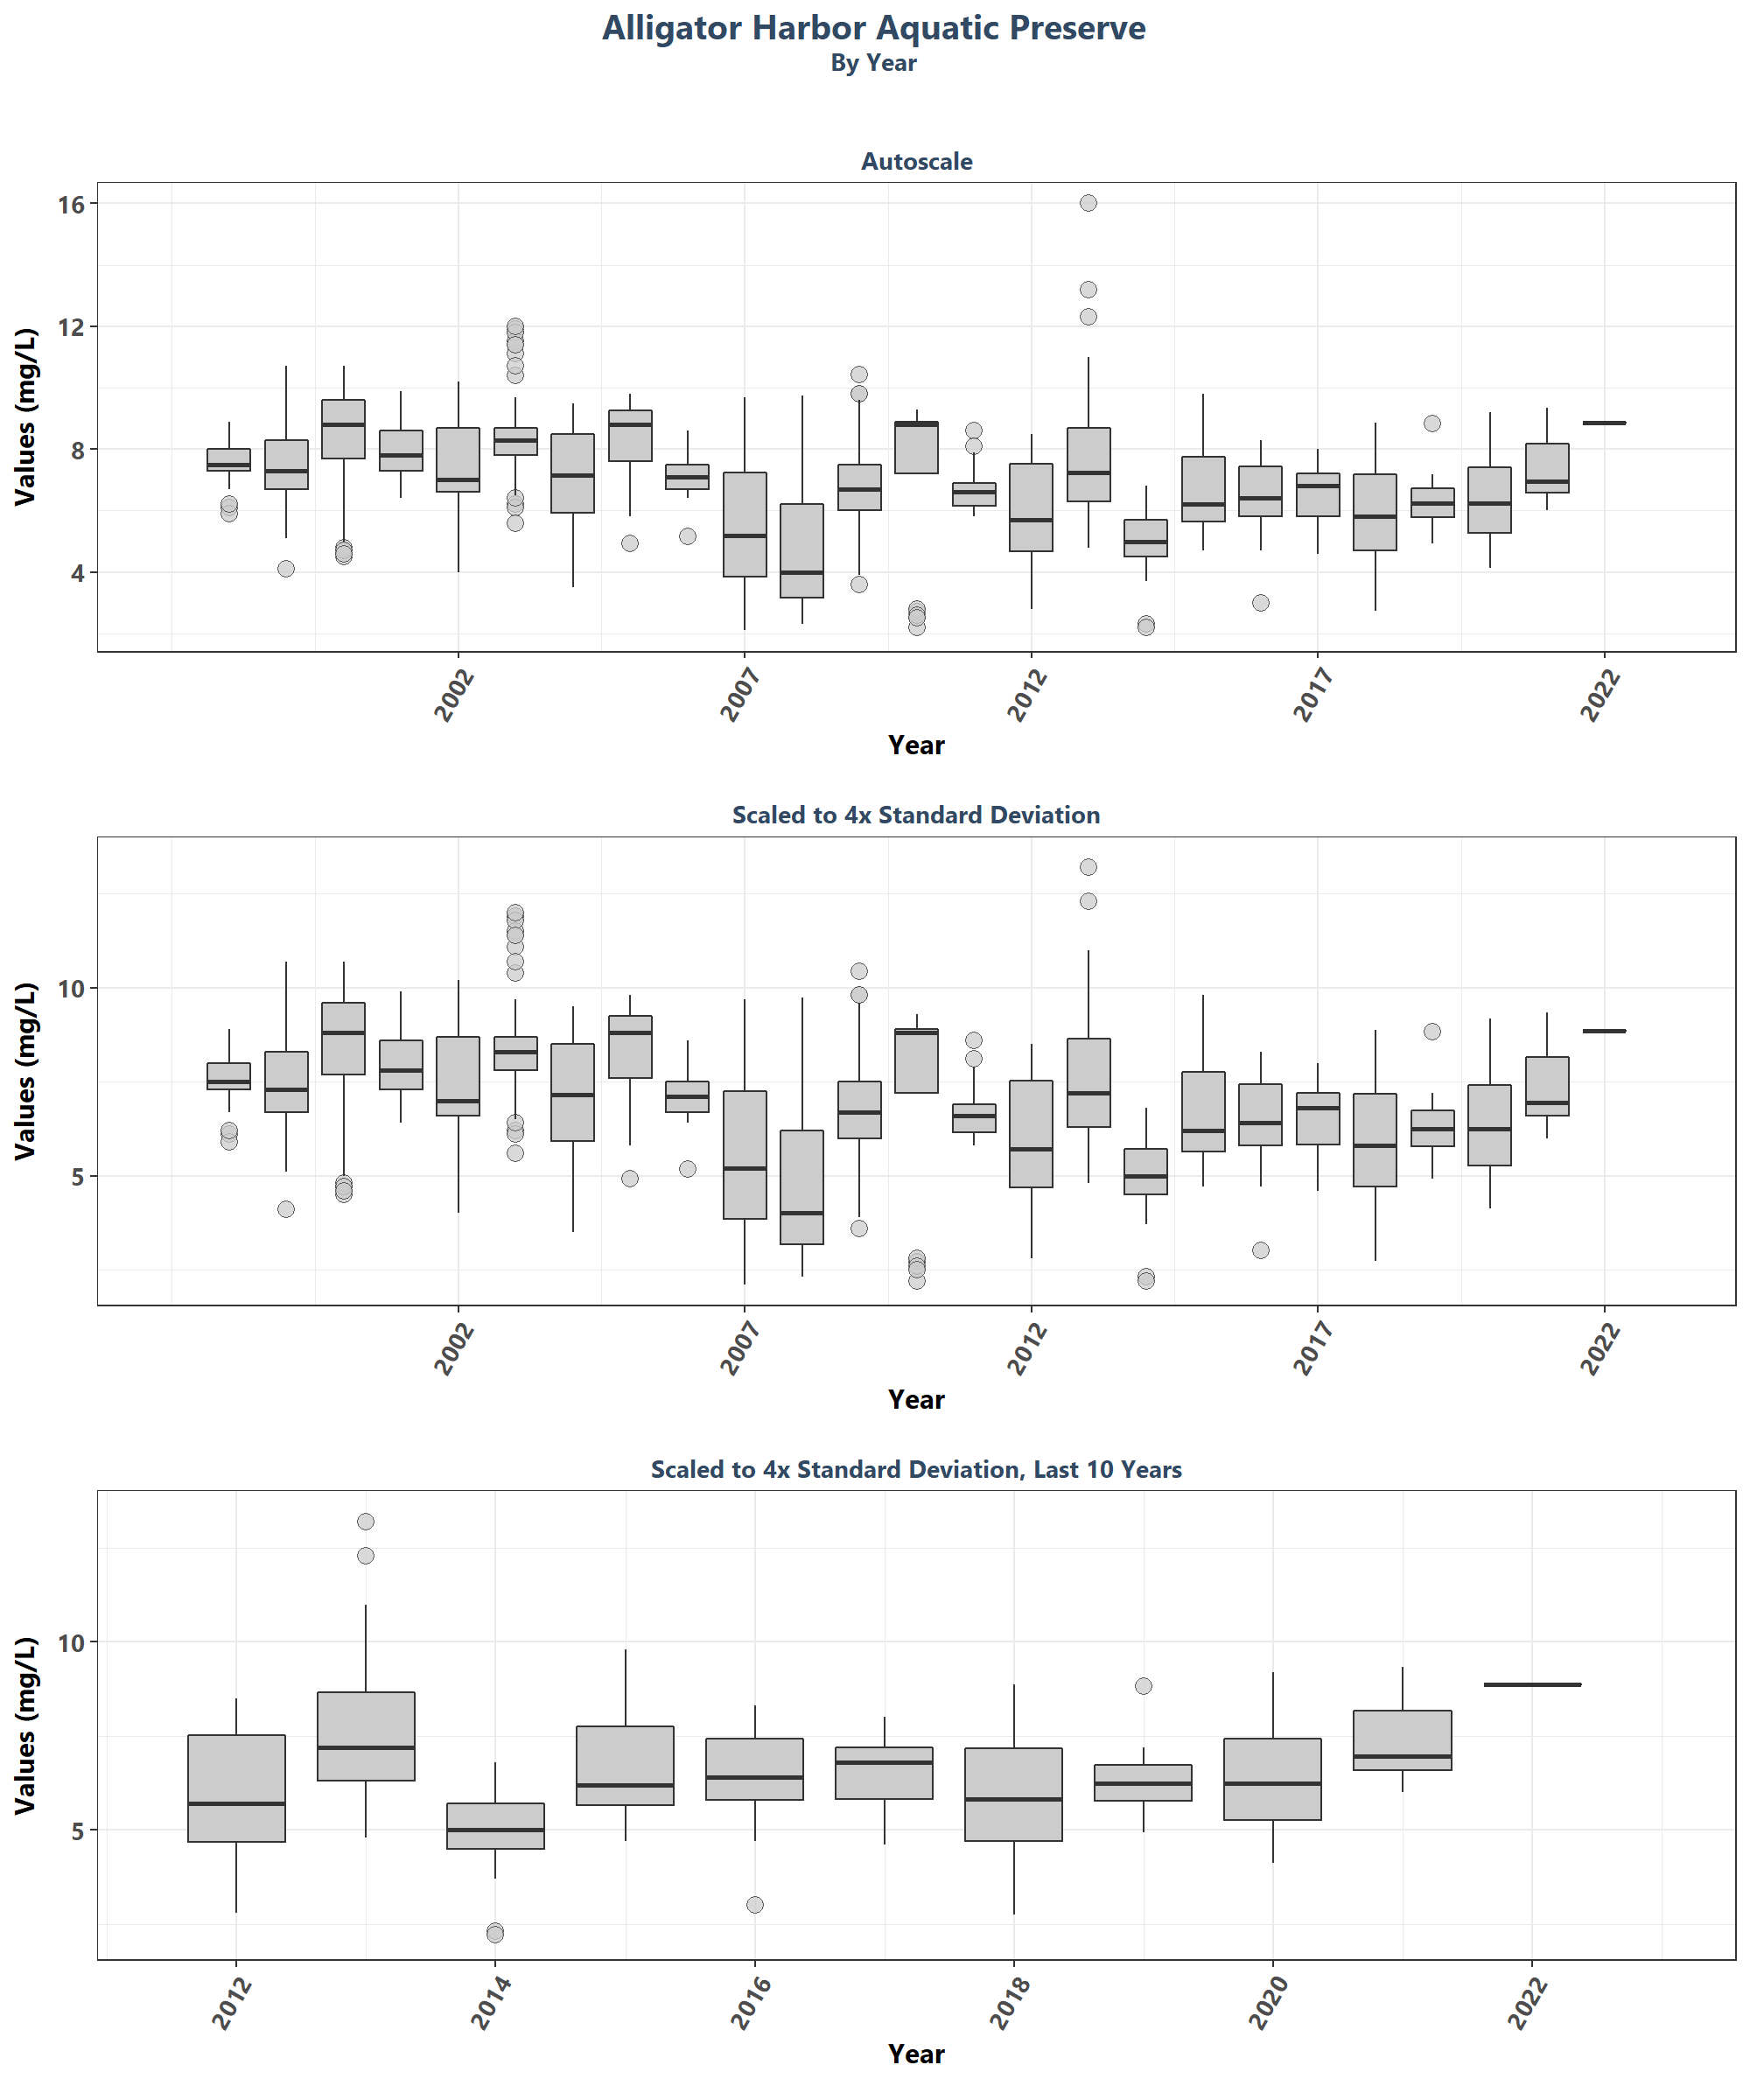 Alligator Harbor Aquatic Preserve
By Year
Autoscale
Values (mg/L)
16
12
8
4
2002
2007
2012
2017
2022
Year
Scaled to 4x Standard Deviation
Values (mg/L)
10
5
2002
2007
2012
2017
2022
Year
Scaled to 4x Standard Deviation, Last 10 Years
Values (mg/L)
10
5
2012
2014
2016
2018
2020
2022
Year